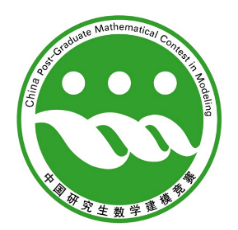 China Post-Graduate Mathematical Contest in Modeling
中国研究生数学建模竞赛